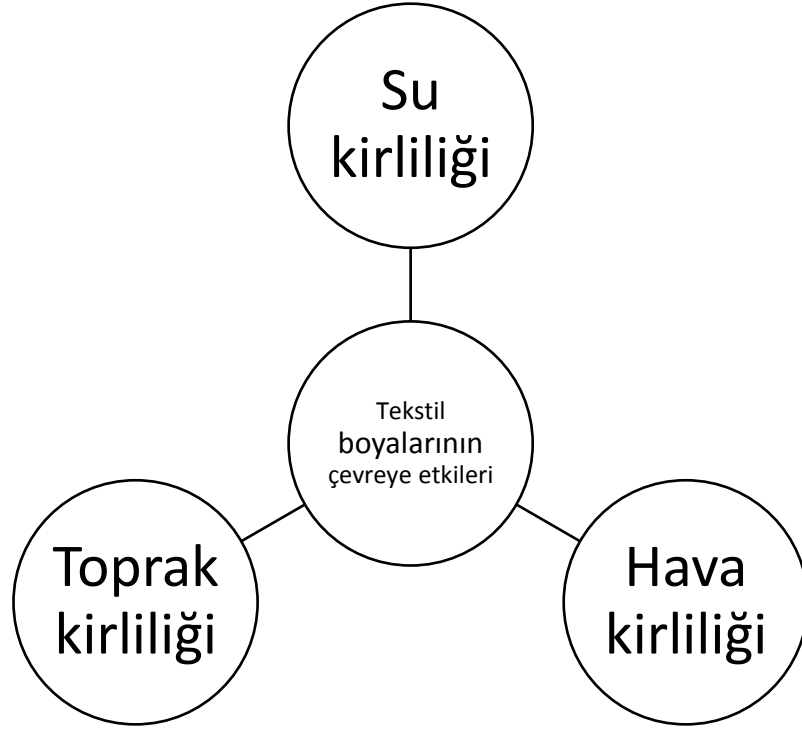 Su
kirliliği
Tekstil
boyalarının
çevreye etkileri
Toprak
kirliliği
Hava
kirliliği